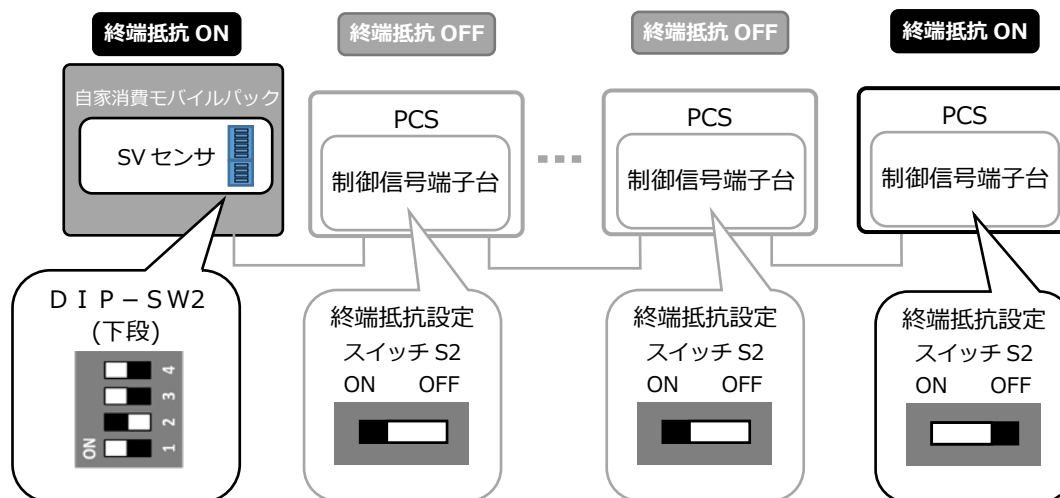 終端抵抗 ON
終端抵抗 OFF
終端抵抗 OFF
終端抵抗 ON
自家消費モバイルパック
SV センサ
PCS
制御信号端子台
PCS
制御信号端子台
PCS
制御信号端子台
ＤＩＰ－ＳＷ2
(下段)
4
3
2
1
ON
終端抵抗設定
スイッチ S2
ON OFF
終端抵抗設定
スイッチ S2
ON OFF
終端抵抗設定
スイッチ S2
ON OFF